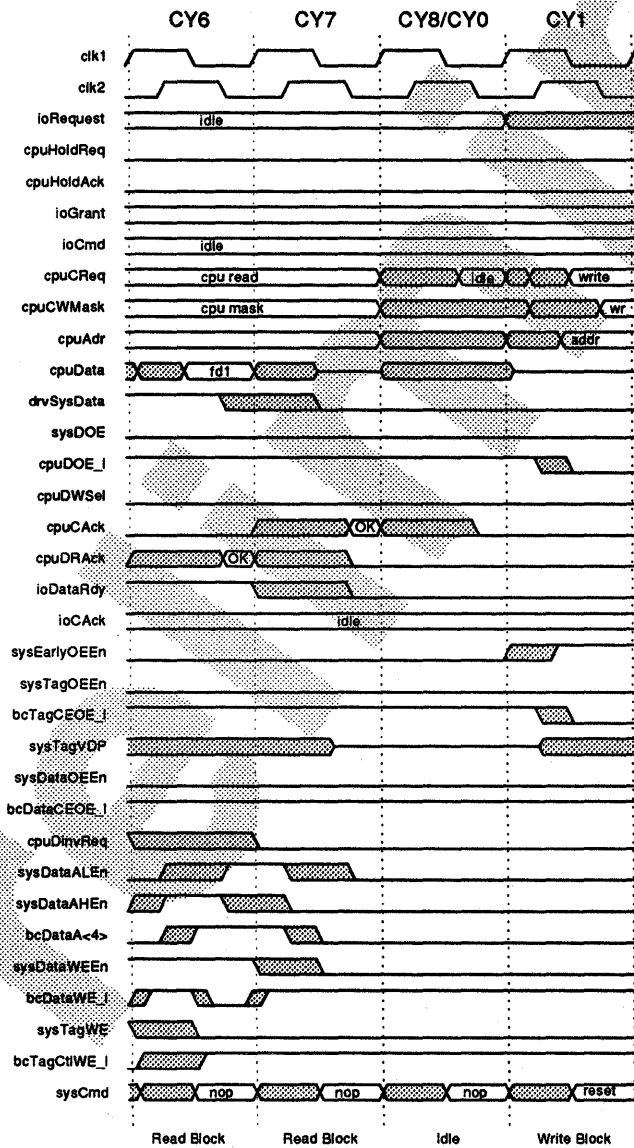 CY6 CY7 CY8/CY0 CY1
clk1
clk2
ioRequest idle
cpuHoldReq
cpuHoldAck
ioGrant
ioCmd idle
cpuCReq cpu read idle write
cpuCWMask cpu mask wr
cpuAdr addr
cpuData fd1
drvSysData
sysDOE
cpuDOE_l
cpuDWSel
cpuCAck OK
cpuDRAck OK
ioDataRdy
ioCAck idle
sysEarlyOEEn
sysTagOEEn
bcTagCEOE_l
sysTagVDP
sysDataOEEn
bcDataCEOE_l
cpuDInvReq
sysDataALEn
sysDataAHEn
bcDataA<4>
sysDataWEEn
bcDataWE_l
sysTagWE
bcTagCtlWE_l
sysCmd nop nop nop reset
Read Block Read Block Idle Write Block